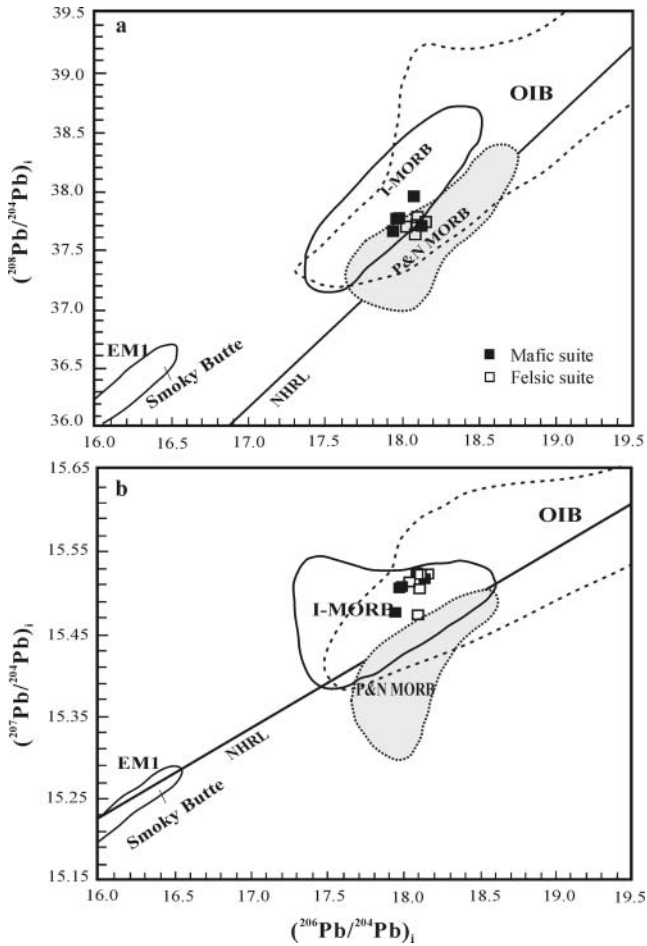 a
39.5
39.0
38.5
38.0
37.5
37.0
36.5
36.0
(²⁰⁸Pb/²⁰⁴Pb)ᵢ
OIB
I-MORB
P&N MORB
EM1
Smoky Butte
NHRL
Mafic suite
Felsic suite
16.0 16.5 17.0 17.5 18.0 18.5 19.0 19.5
b
15.65
15.53
15.43
15.33
15.25
15.15
(²⁰⁷Pb/²⁰⁴Pb)ᵢ
OIB
I-MORB
P&N MORB
EM1
NHRL
Smoky Butte
16.0 16.5 17.0 17.5 18.0 18.5 19.0 19.5
(²⁰⁶Pb/²⁰⁴Pb)ᵢ